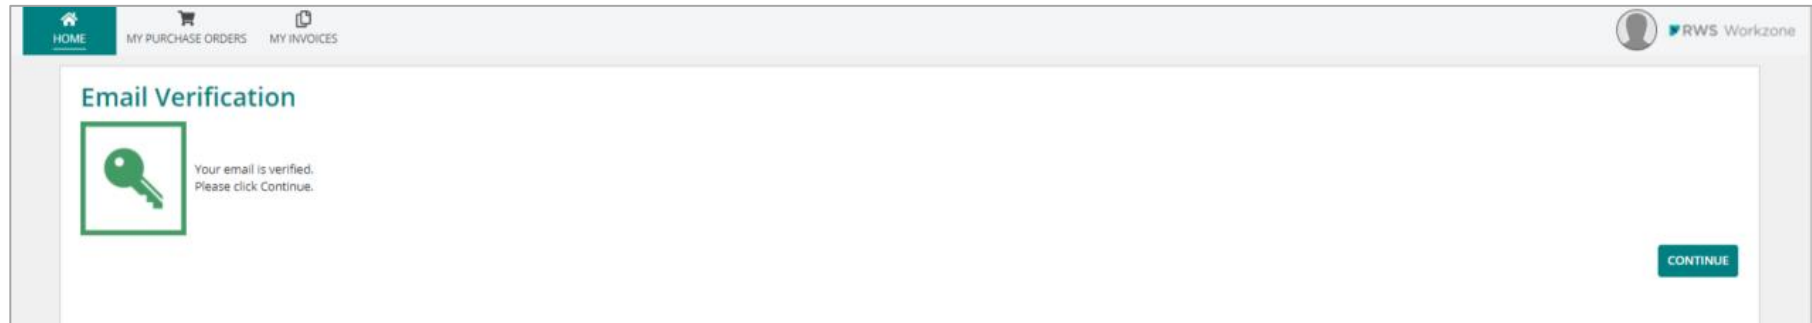 HOME
MY PURCHASE ORDERS
MY INVOICES
RWS Workzone
Email Verification
Your email is verified.
Please click Continue.
CONTINUE